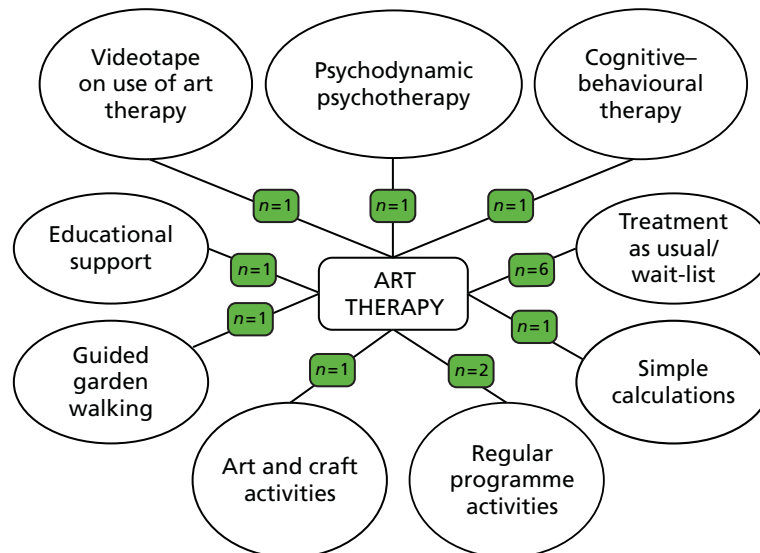 Videotape
on use of art
therapy
Psychodynamic
psychotherapy
Cognitive–
behavioural
therapy
n=1
n=1
n=1
Educational
support
n=1
ART
THERAPY
n=6
Treatment
as usual/
wait-list
Guided
garden
walking
n=1
n=1
Simple
calculations
n=1
n=2
Art and craft
activities
Regular
programme
activities